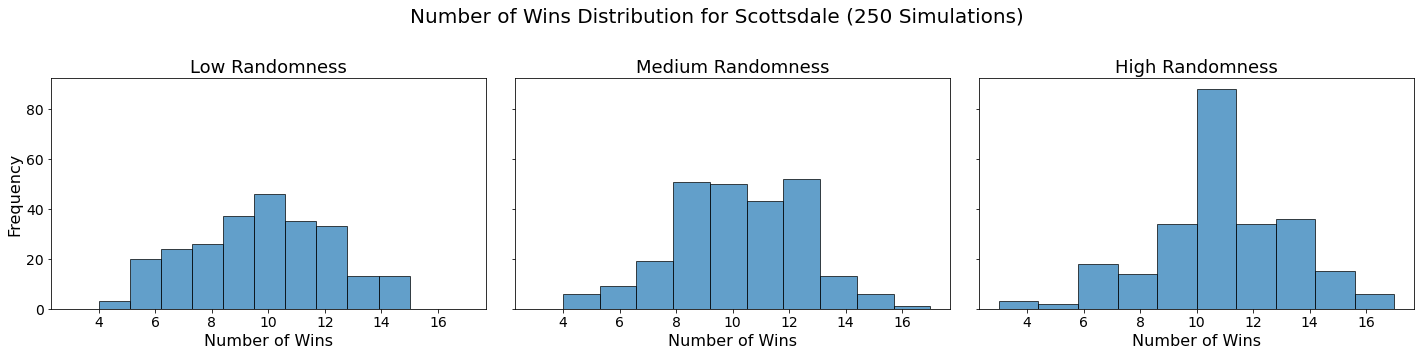 Number of Wins Distribution for Scottsdale (250 Simulations)
Low Randomness
Medium Randomness
High Randomness
Frequency
80
60
40
20
0
4 6 8 10 12 14 16
4 6 8 10 12 14 16
4 6 8 10 12 14 16
Number of Wins
Number of Wins
Number of Wins